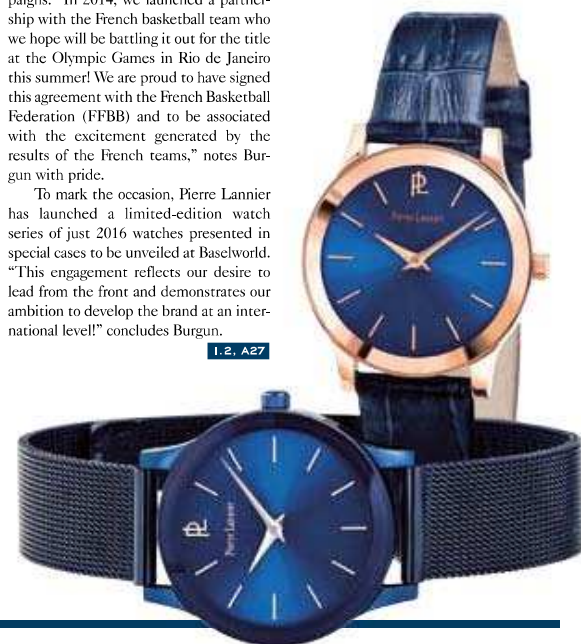 paigns. "In 2014, we launched a partner-
ship with the French basketball team who
we hope will be battling it out for the title
at the Olympic Games in Rio de Janeiro
this summer! We are proud to have signed
this agreement with the French Basketball
Federation (FFBB) and to be associated
with the excitement generated by the
results of the French teams," notes Bur-
gun with pride.
To mark the occasion, Pierre Lannier
has launched a limited-edition watch
series of just 2016 watches presented in
special cases to be unveiled at Baselworld.
"This engagement reflects our desire to
lead from the front and demonstrates our
ambition to develop the brand at an inter-
national level!" concludes Burgun.
1.2, A27
PL
Pierre Lannier
PL
Pierre Lannier